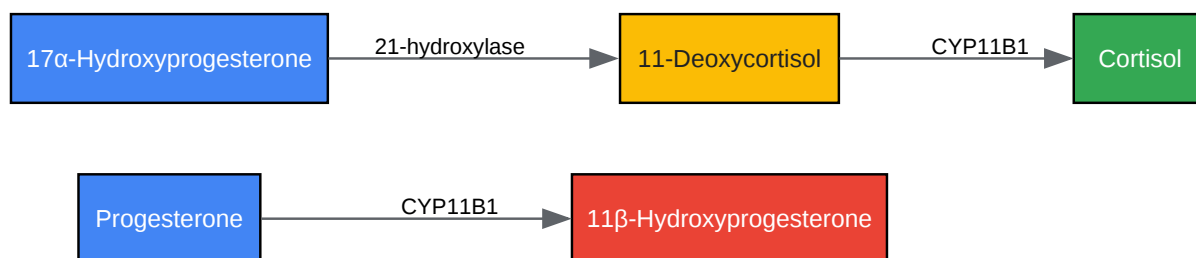 17α-Hydroxyprogesterone
21-hydroxylase
11-Deoxycortisol
CYP11B1
Cortisol
Progesterone
CYP11B1
11β-Hydroxyprogesterone